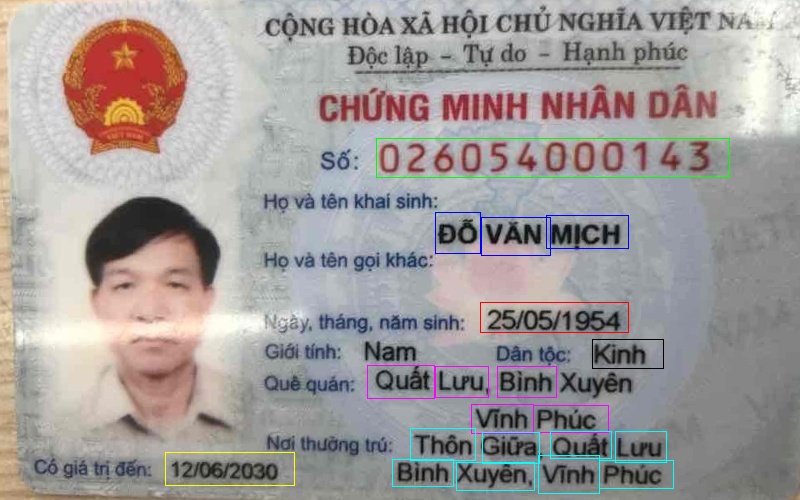 CỘNG HÒA XÃ HỘI CHỦ NGHĨA VIỆT NAM
Độc lập - Tự do - Hạnh phúc
CHỨNG MINH NHÂN DÂN
Số: 026054000143
Họ và tên khai sinh:
ĐỖ VĂN MỊCH
Họ và tên gọi khác:
Ngày, tháng, năm sinh: 25/05/1954
Giới tính: Nam Dân tộc: Kinh
Quê quán: Quất Lưu, Bình Xuyên
Vĩnh Phúc
Nơi thường trú: Thôn Giữa, Quất Lưu
Bình Xuyên, Vĩnh Phúc
Có giá trị đến: 12/06/2030